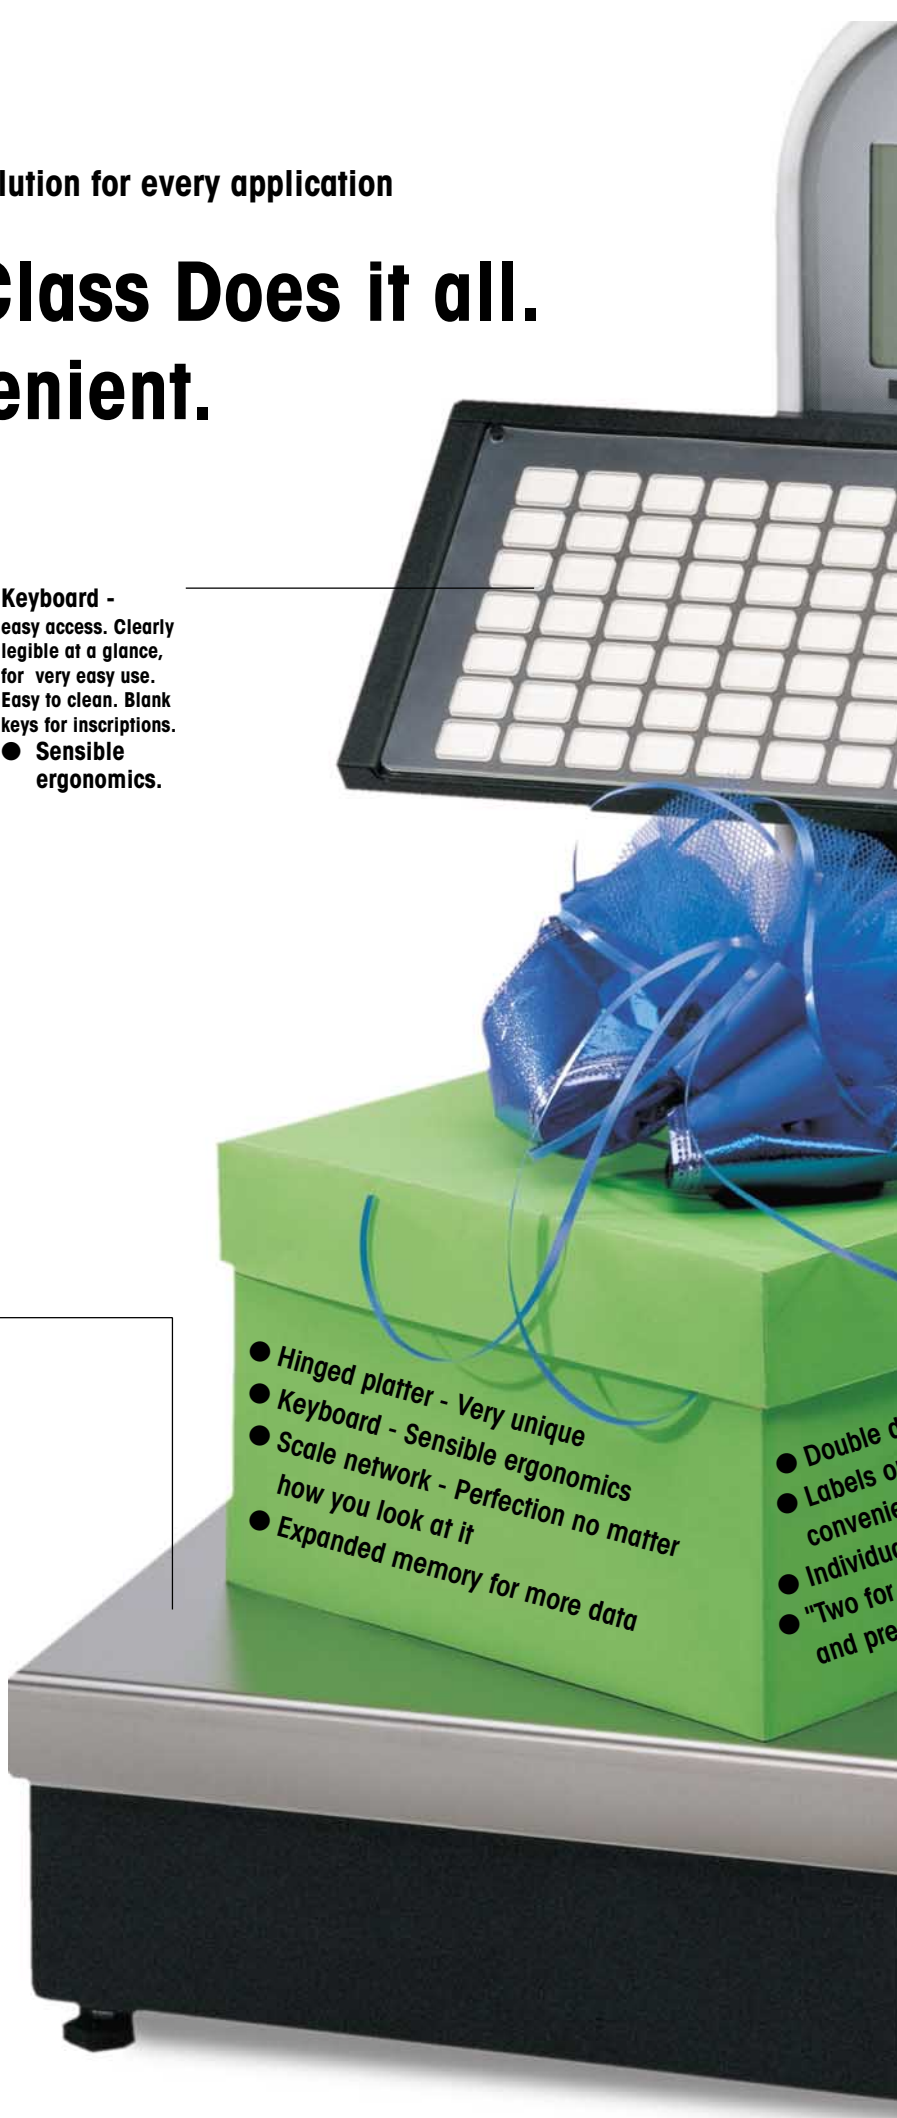 lution for every application
Class Does it all.
enient.
Keyboard -
easy access. Clearly
legible at a glance,
for very easy use.
Easy to clean. Blank
keys for inscriptions.
● Sensible
ergonomics.
● Hinged platter - Very unique
● Keyboard - Sensible ergonomics
● Scale network - Perfection no matter
how you look at it
● Expanded memory for more data
● Double d
● Labels o
convenie
● Individua
● "Two for
and pre